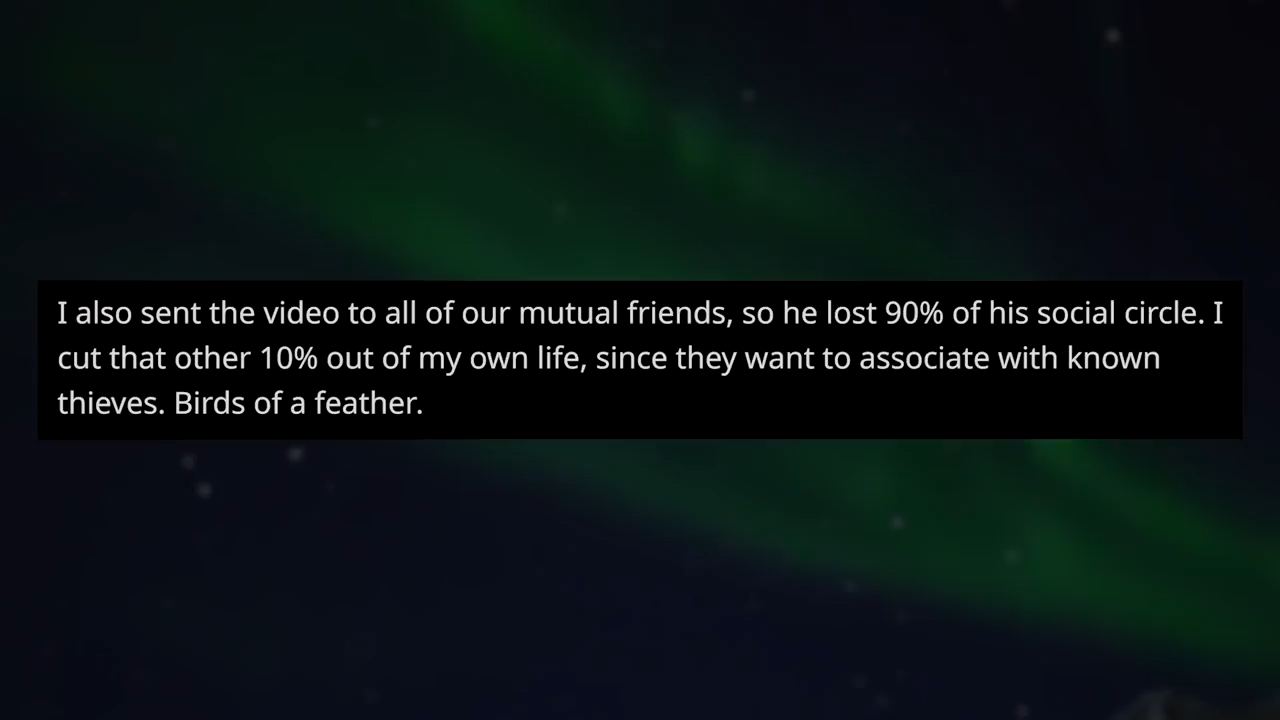 I also sent the video to all of our mutual friends, so he lost 90% of his social circle. I
cut that other 10% out of my own life, since they want to associate with known
thieves. Birds of a feather.